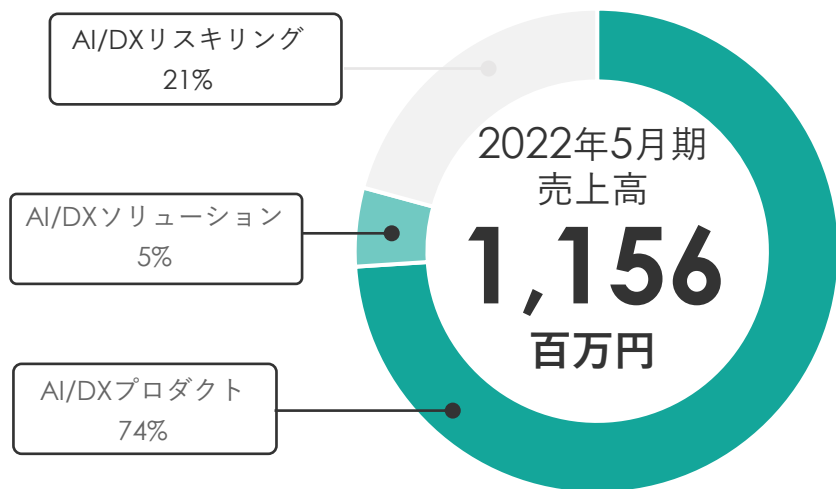 AI/DXリスキリング
21%
AI/DXソリューション
5%
AI/DXプロダクト
74%
2022年5月期
売上高
1,156
百万円